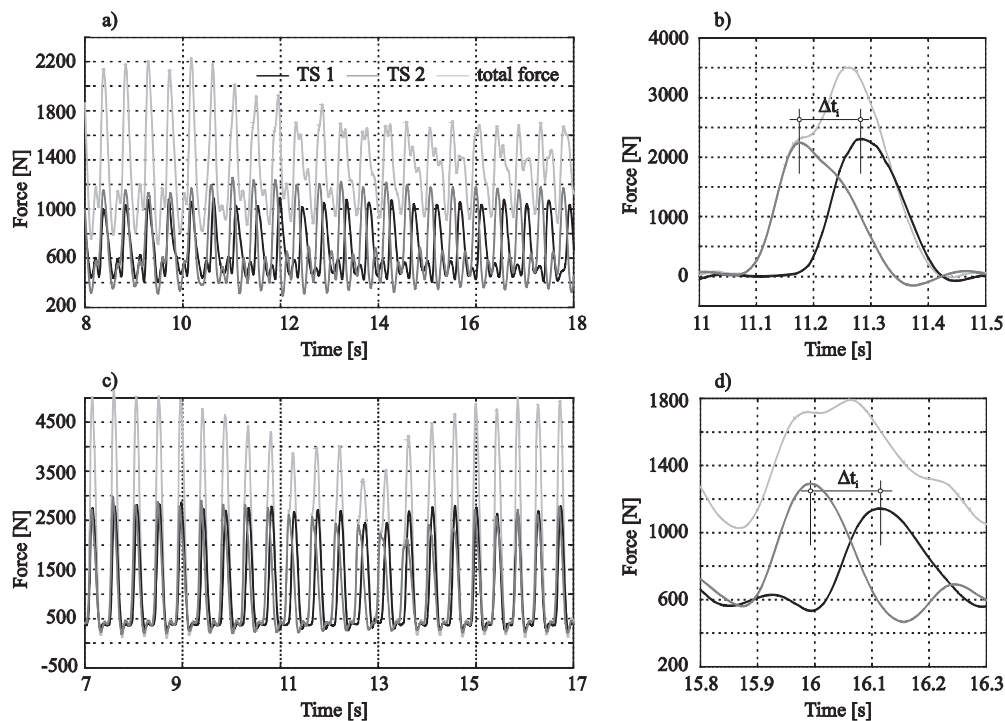 a)
2200
1800
1400
1000
600
200
Force [N]
TS 1
TS 2
total force
8
10
12
14
16
18
Time [s]
b)
4000
3000
2000
1000
0
Force [N]
Δti
11
11.1
11.2
11.3
11.4
11.5
Time [s]
c)
4500
3500
2500
1500
500
-500
Force [N]
7
9
11
13
15
17
Time [s]
d)
1800
1400
1000
600
200
Force [N]
Δti
15.8
15.9
16
16.1
16.2
16.3
Time [s]